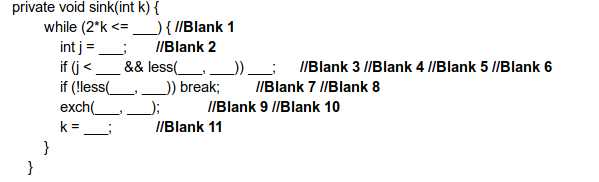 private void sink(int k) {
while (2*k <= ___) { //Blank 1
int j = ___; //Blank 2
if (j < ___ && less(___, ___)) ___; //Blank 3 //Blank 4 //Blank 5 //Blank 6
if (!less(___, ___)) break; //Blank 7 //Blank 8
exch(___, ___); //Blank 9 //Blank 10
k = ___; //Blank 11
}
}